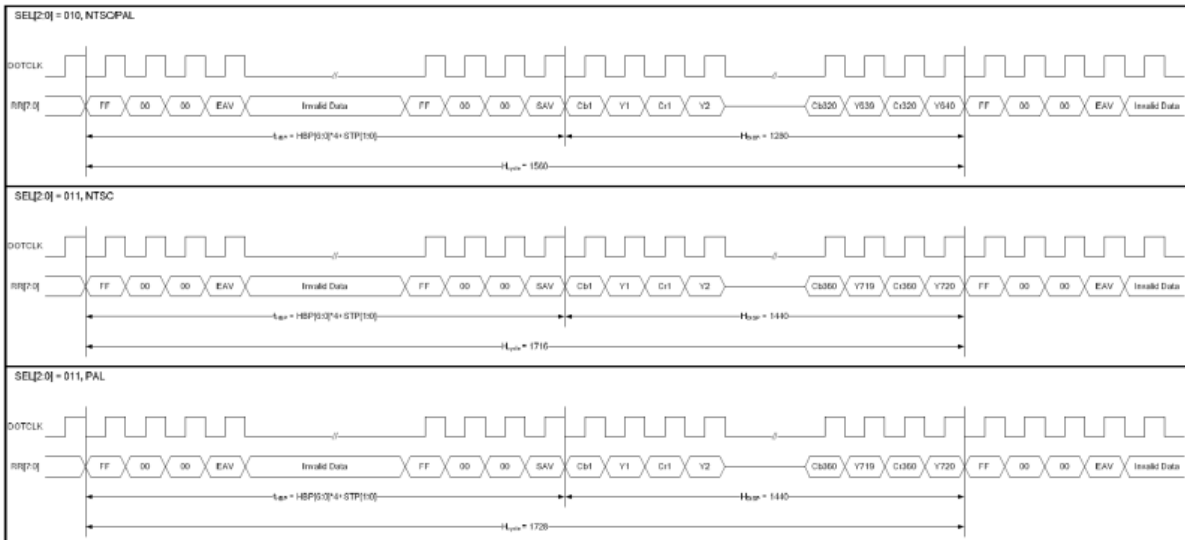 SEL[2:0] = 010, NTSC/PAL
DOTCLK
RR[7:0] FF 00 00 EAV Invalid Data FF 00 00 SAV Cb1 Y1 Cr1 Y2 Cb320 Y639 Cr320 Y640 FF 00 00 EAV Invalid Data
= HBP[6:0]*4+STP[1:0] = 1280
Hcycle = 1560
SEL[2:0] = 011, NTSC
DOTCLK
RR[7:0] FF 00 00 EAV Invalid Data FF 00 00 SAV Cb1 Y1 Cr1 Y2 Cb360 Y719 Cr360 Y720 FF 00 00 EAV Invalid Data
= HBP[6:0]*4+STP[1:0] = 1440
Hcycle = 1716
SEL[2:0] = 011, PAL
DOTCLK
RR[7:0] FF 00 00 EAV Invalid Data FF 00 00 SAV Cb1 Y1 Cr1 Y2 Cb360 Y719 Cr360 Y720 FF 00 00 EAV Invalid Data
= HBP[6:0]*4+STP[1:0] = 1440
Hcycle = 1728